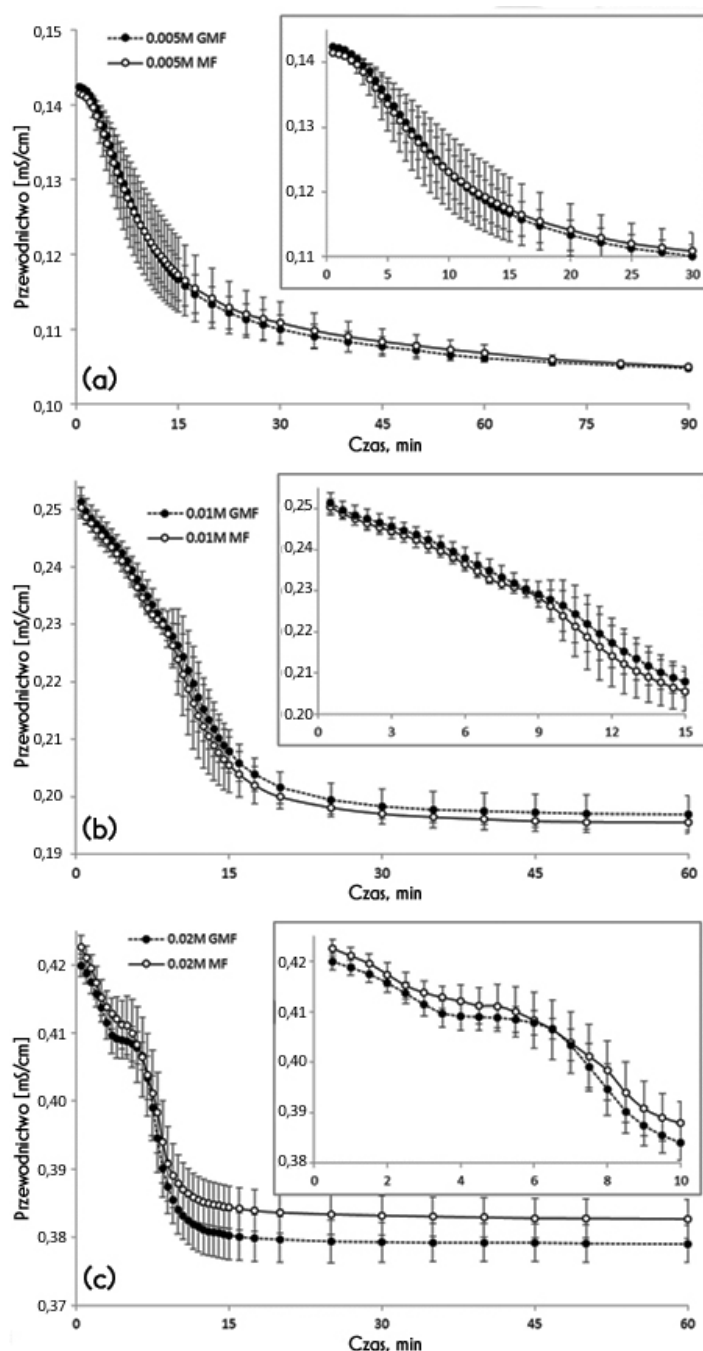 0,15
0.005M GMF
0.005M MF
0,14
0,13
0,12
0,11
0,10
Przewodnictwo [mS/cm]
0 15 30 45 60 75 90
Czas, min
(a)
0,14
0,13
0,12
0,11
0 5 10 15 20 25 30
0.01M GMF
0.01M MF
0,25
0,24
0,23
0,22
0,21
0,20
0,19
Przewodnictwo [mS/cm]
0 15 30 45 60
Czas, min
(b)
0,25
0,24
0,23
0,22
0,21
0.20
3 6 9 12 15
0.02M GMF
0.02M MF
0,42
0,41
0,40
0,39
0,38
0,37
Przewodnictwo [mS/cm]
0 15 30 45 60
Czas, min
(c)
0,42
0,41
0,40
0,39
0,38
0 2 4 6 8 10